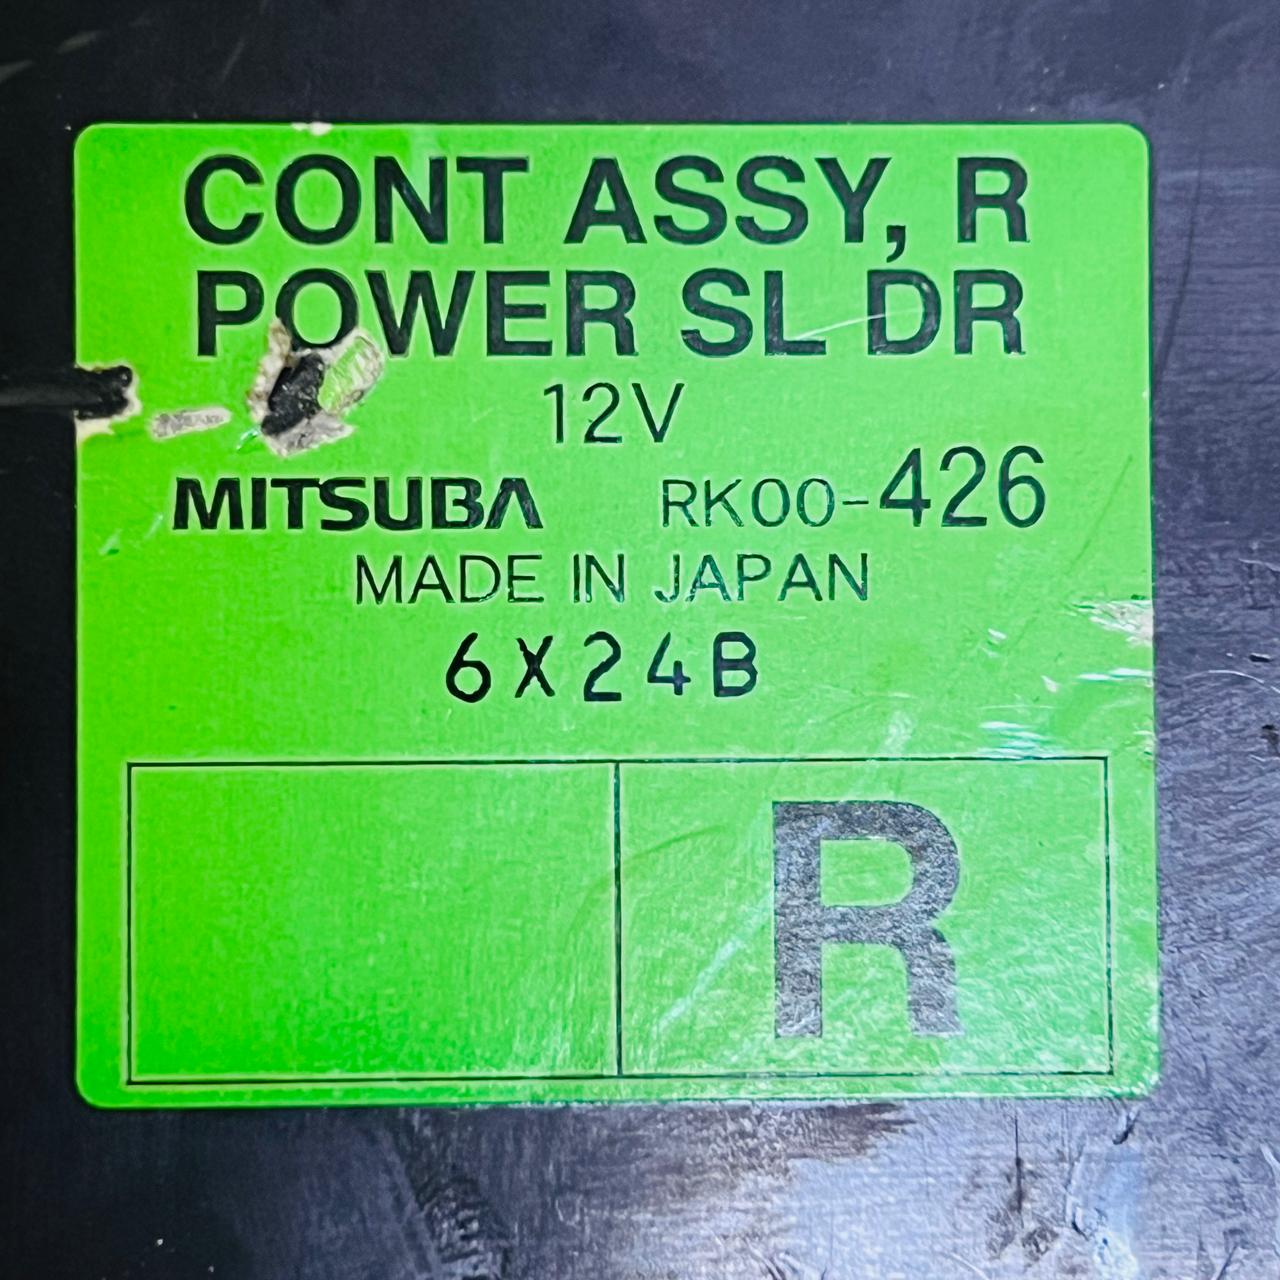 CONT ASSY, R
POWER SL DR
12V
MITSUBA RK00-426
MADE IN JAPAN
6X24B
R